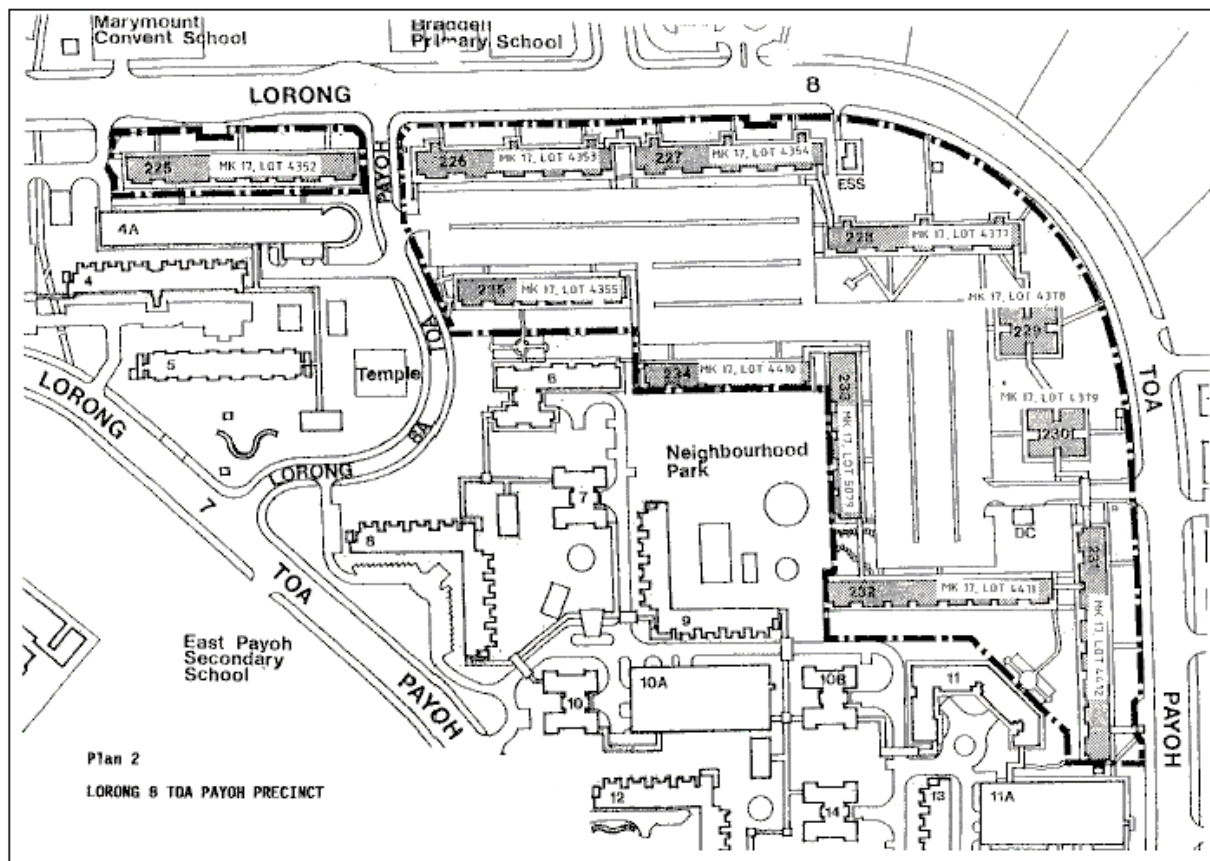 Marymount
Convent School
Braddell
Primary School
LORONG
8
PAYOH
225
MK 17, LOT 4352
226
MK 17, LOT 4353
227
MK 17, LOT 4354
ESS
4A
228
MK 17, LOT 4377
4
235
MK 17, LOT 4355
MK 17, LOT 4378
229
TOA
5
Temple
6
234
MK 17, LOT 4410
233
MK 17, LOT 5079
MK 17, LOT 4379
230
TOA
LORONG
8A
LORONG
7
Neighbourhood
Park
7
8
DC
231
MK 17, LOT 4412
232
MK 17, LOT 4411
TOA
9
East Payoh
Secondary
School
PAYOH
10
10A
10B
11
PAYOH
Plan 2
LORONG 8 TOA PAYOH PRECINCT
12
14
13
11A